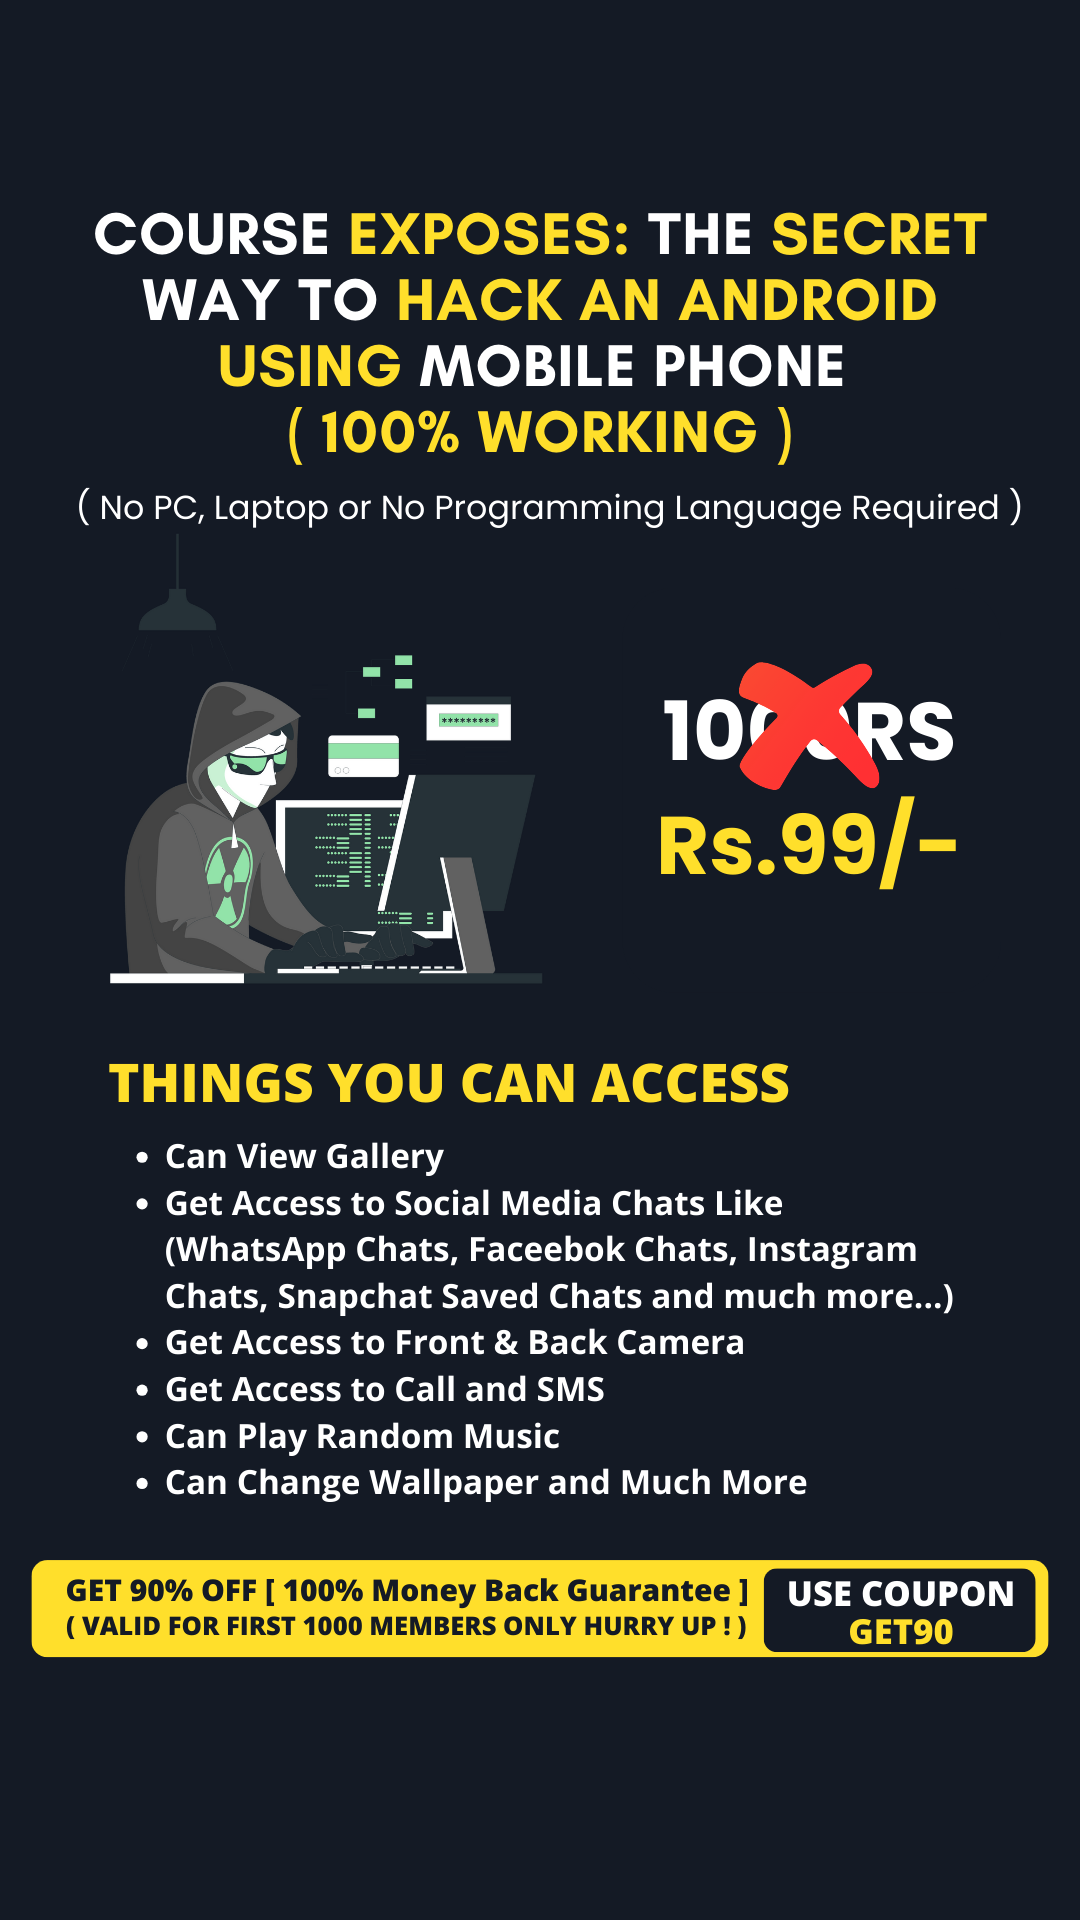 COURSE EXPOSES: THE SECRET
WAY TO HACK AN ANDROID
USING MOBILE PHONE
( 100% WORKING )
( No PC, Laptop or No Programming Language Required )
*********
RS
Rs.99/-
THINGS YOU CAN ACCESS
• Can View Gallery
• Get Access to Social Media Chats Like
(WhatsApp Chats, Faceebok Chats, Instagram
Chats, Snapchat Saved Chats and much more...)
• Get Access to Front & Back Camera
• Get Access to Call and SMS
• Can Play Random Music
• Can Change Wallpaper and Much More
GET 90% OFF [ 100% Money Back Guarantee ]
( VALID FOR FIRST 1000 MEMBERS ONLY HURRY UP ! )
USE COUPON
GET90